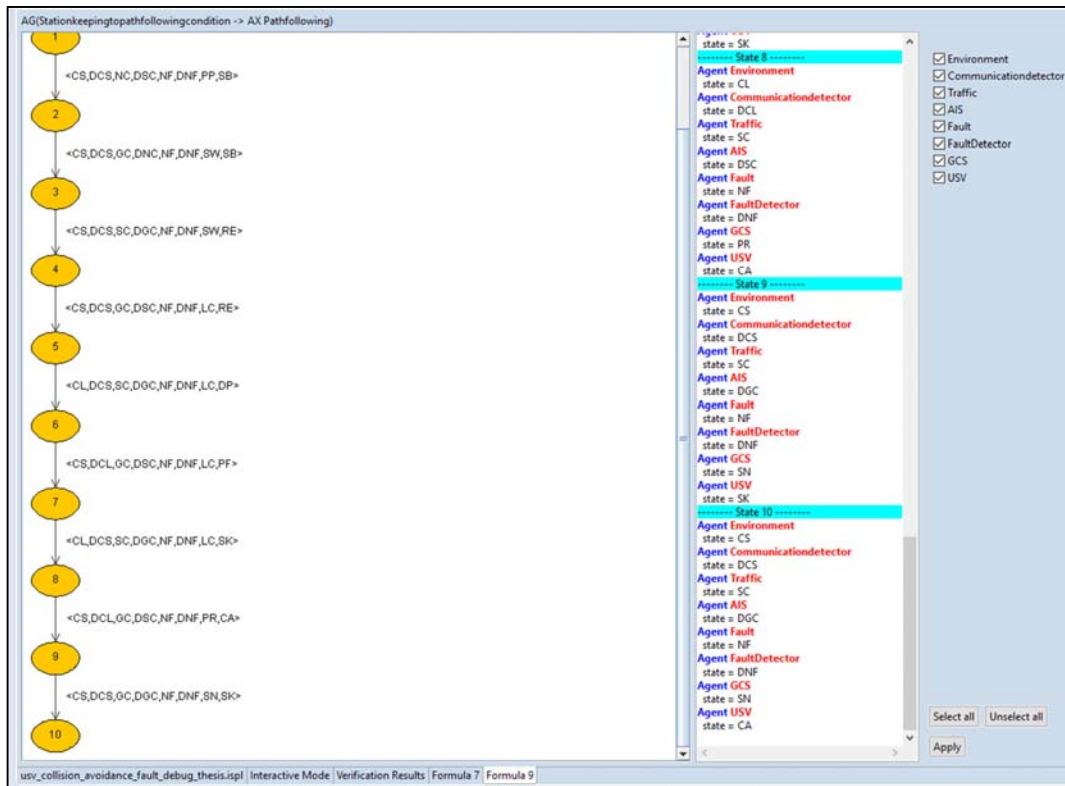 AG(Stationkeepingtopathfollowingcondition -> AX Pathfollowing)
1
<CS,DCS,NC,DSC,NF,DNF,PP,SB>
2
<CS,DCS,GC,DNC,NF,DNF,SW,SB>
3
<CS,DCS,SC,DGC,NF,DNF,SW,RE>
4
<CS,DCS,GC,DSC,NF,DNF,LC,RE>
5
<CL,DCS,SC,DGC,NF,DNF,LC,DP>
6
<CS,DCL,GC,DSC,NF,DNF,LC,PF>
7
<CL,DCS,SC,DGC,NF,DNF,LC,SK>
8
<CS,DCL,GC,DSC,NF,DNF,PR,CA>
9
<CS,DCS,GC,DGC,NF,DNF,SN,SK>
10
state = SK
-------- State 8 --------
Agent Environment
state = CL
Agent Communicationdetector
state = DCL
Agent Traffic
state = SC
Agent AIS
state = DSC
Agent Fault
state = NF
Agent FaultDetector
state = DNF
Agent GCS
state = PR
Agent USV
state = CA
-------- State 9 --------
Agent Environment
state = CS
Agent Communicationdetector
state = DCS
Agent Traffic
state = SC
Agent AIS
state = DGC
Agent Fault
state = NF
Agent FaultDetector
state = DNF
Agent GCS
state = SN
Agent USV
state = SK
-------- State 10 --------
Agent Environment
state = CS
Agent Communicationdetector
state = DCS
Agent Traffic
state = SC
Agent AIS
state = DGC
Agent Fault
state = NF
Agent FaultDetector
state = DNF
Agent GCS
state = SN
Agent USV
state = CA
Environment
Communicationdetector
Traffic
AIS
Fault
FaultDetector
GCS
USV
Select all Unselect all
Apply
usv_collision_avoidance_fault_debug_thesis.ispl Interactive Mode Verification Results Formula 7 Formula 9